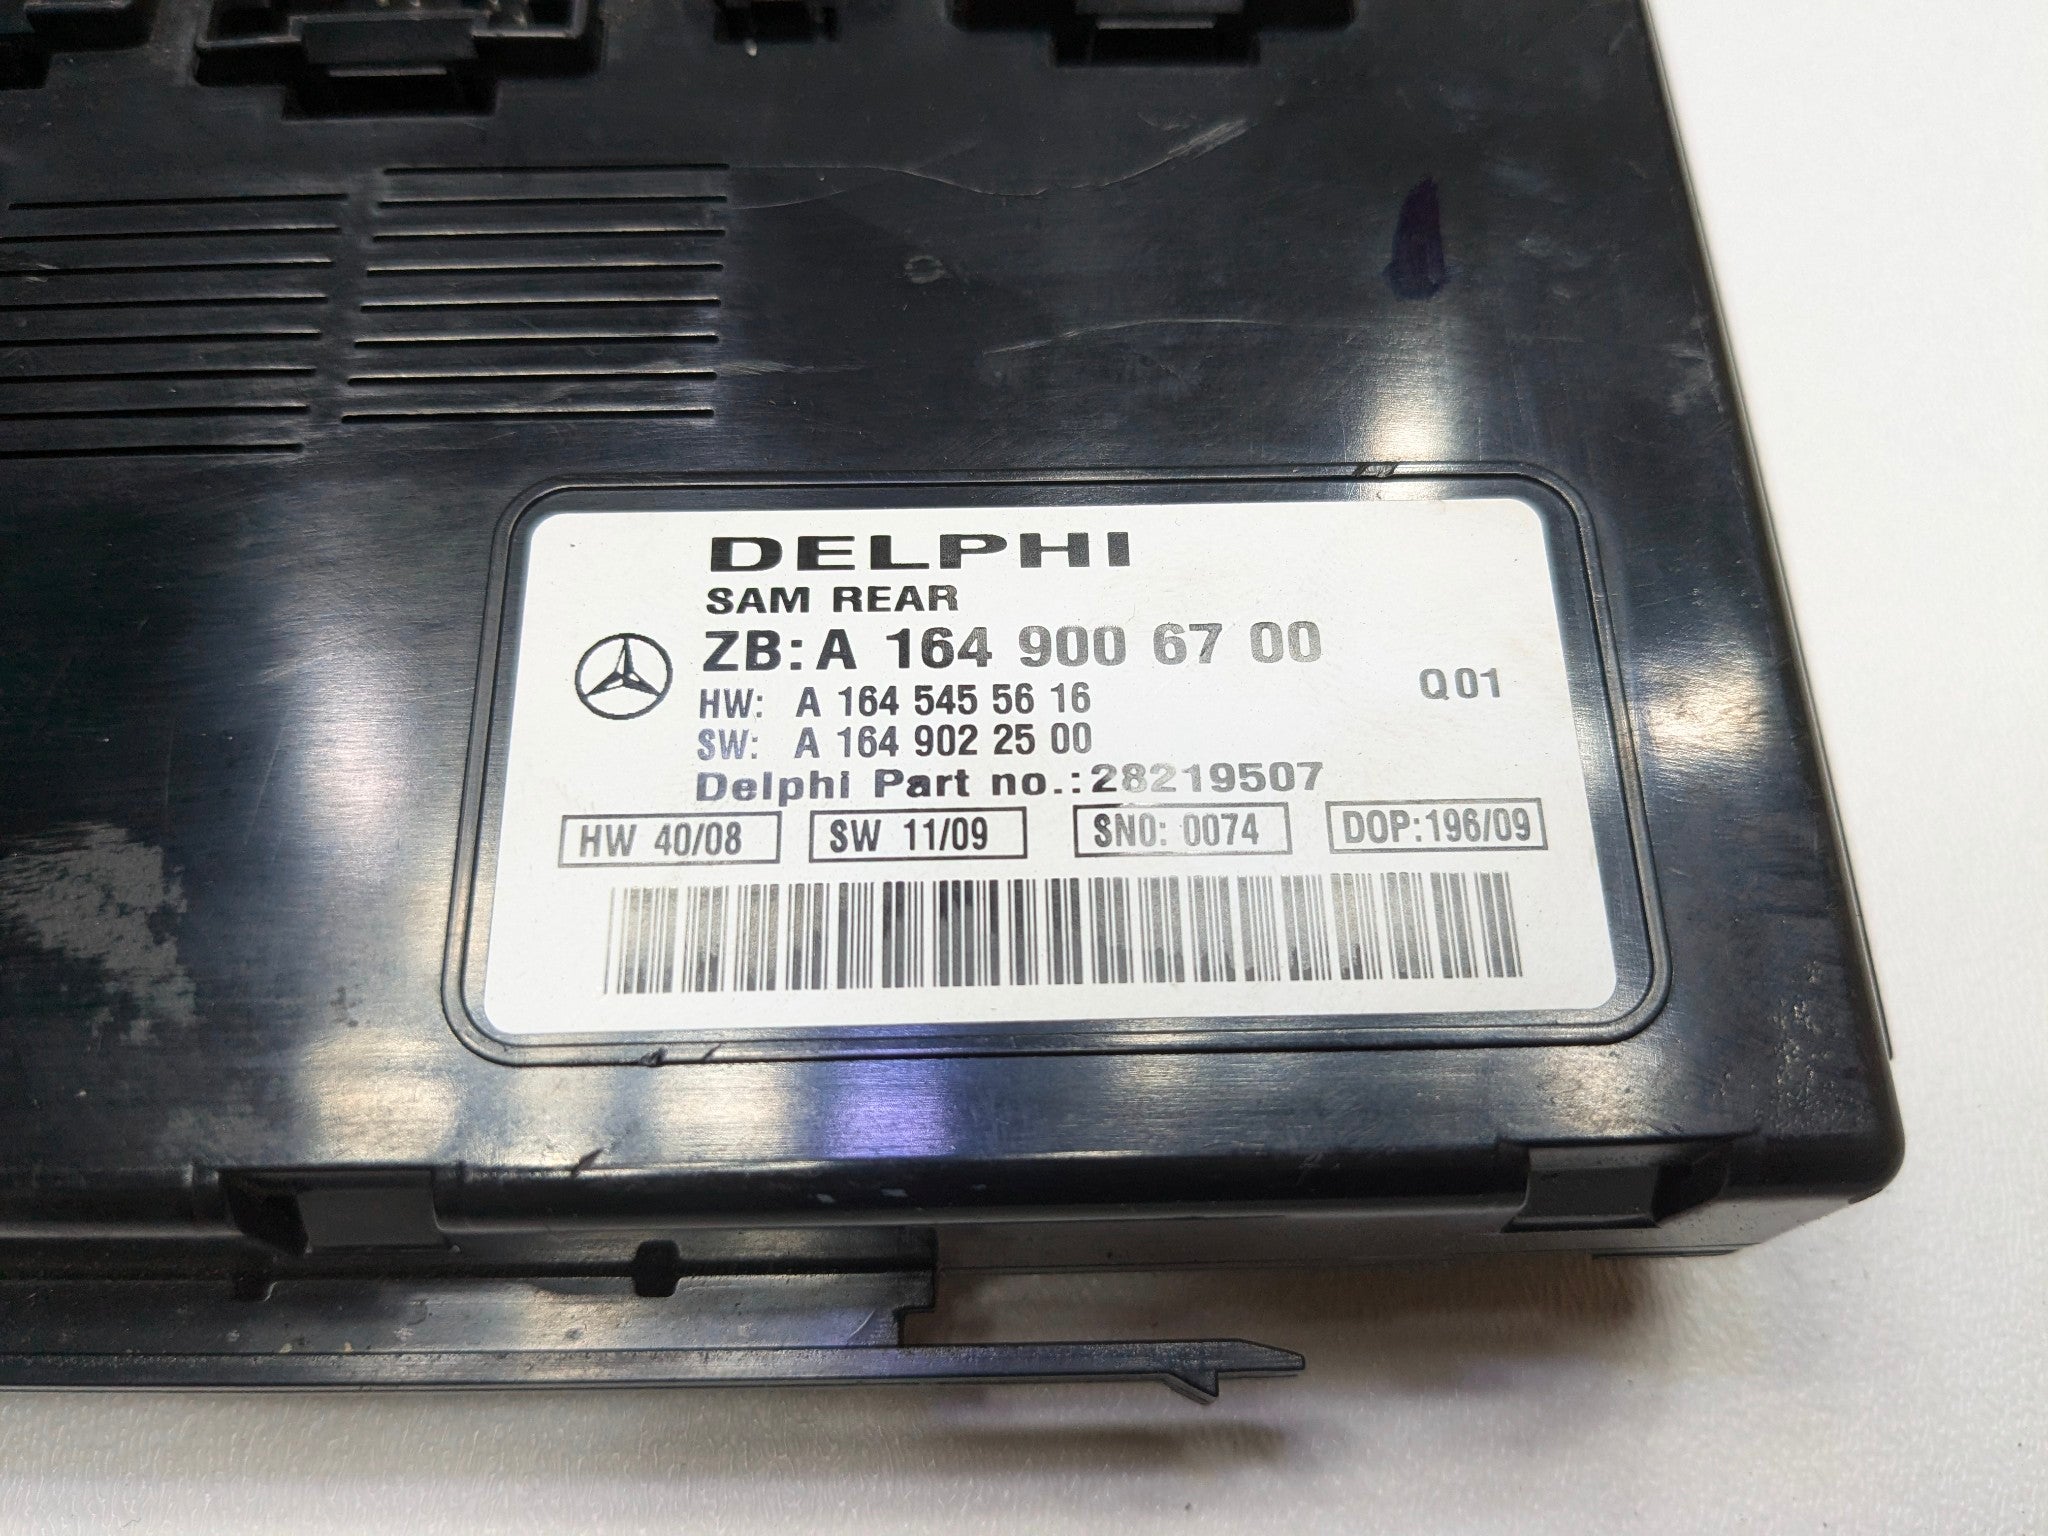 DELPHI
SAM REAR
ZB: A 164 900 67 00
HW: A 164 545 56 16
Q01
SW: A 164 902 25 00
Delphi Part no.: 28219507
HW 40/08 SW 11/09 SNO: 0074 DOP:196/09